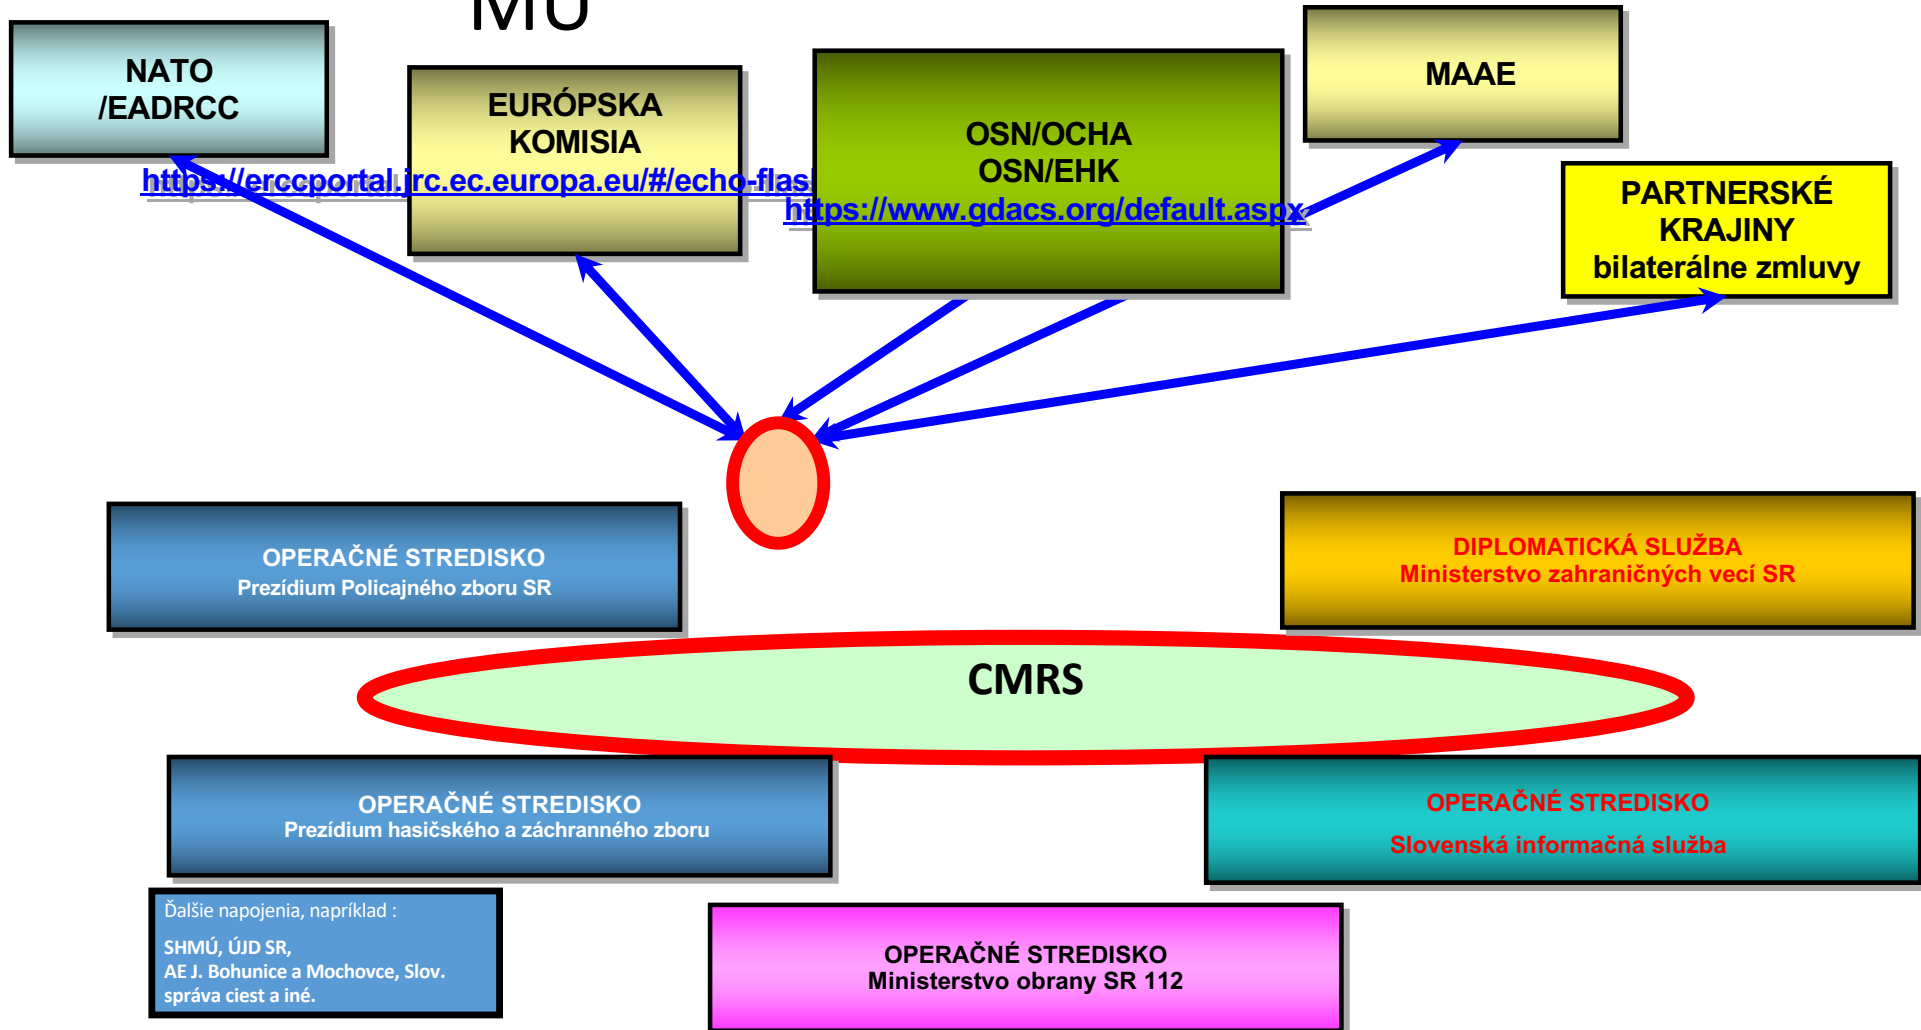 MU
NATO
/EADRCC
EURÓPSKA
KOMISIA
https://erccportal.jrc.ec.europa.eu/#/echo-flas
OSN/OCHA
OSN/EHK
https://www.gdacs.org/default.aspx
MAAE
PARTNERSKÉ
KRAJINY
bilaterálne zmluvy
OPERAČNÉ STREDISKO
Prezídium Policajného zboru SR
DIPLOMATICKÁ SLUŽBA
Ministerstvo zahraničných vecí SR
CMRS
OPERAČNÉ STREDISKO
Prezídium hasičského a záchranného zboru
OPERAČNÉ STREDISKO
Slovenská informačná služba
Ďalšie napojenia, napríklad :
SHMÚ, ÚJD SR,
AE J. Bohunice a Mochovce, Slov.
správa ciest a iné.
OPERAČNÉ STREDISKO
Ministerstvo obrany SR 112